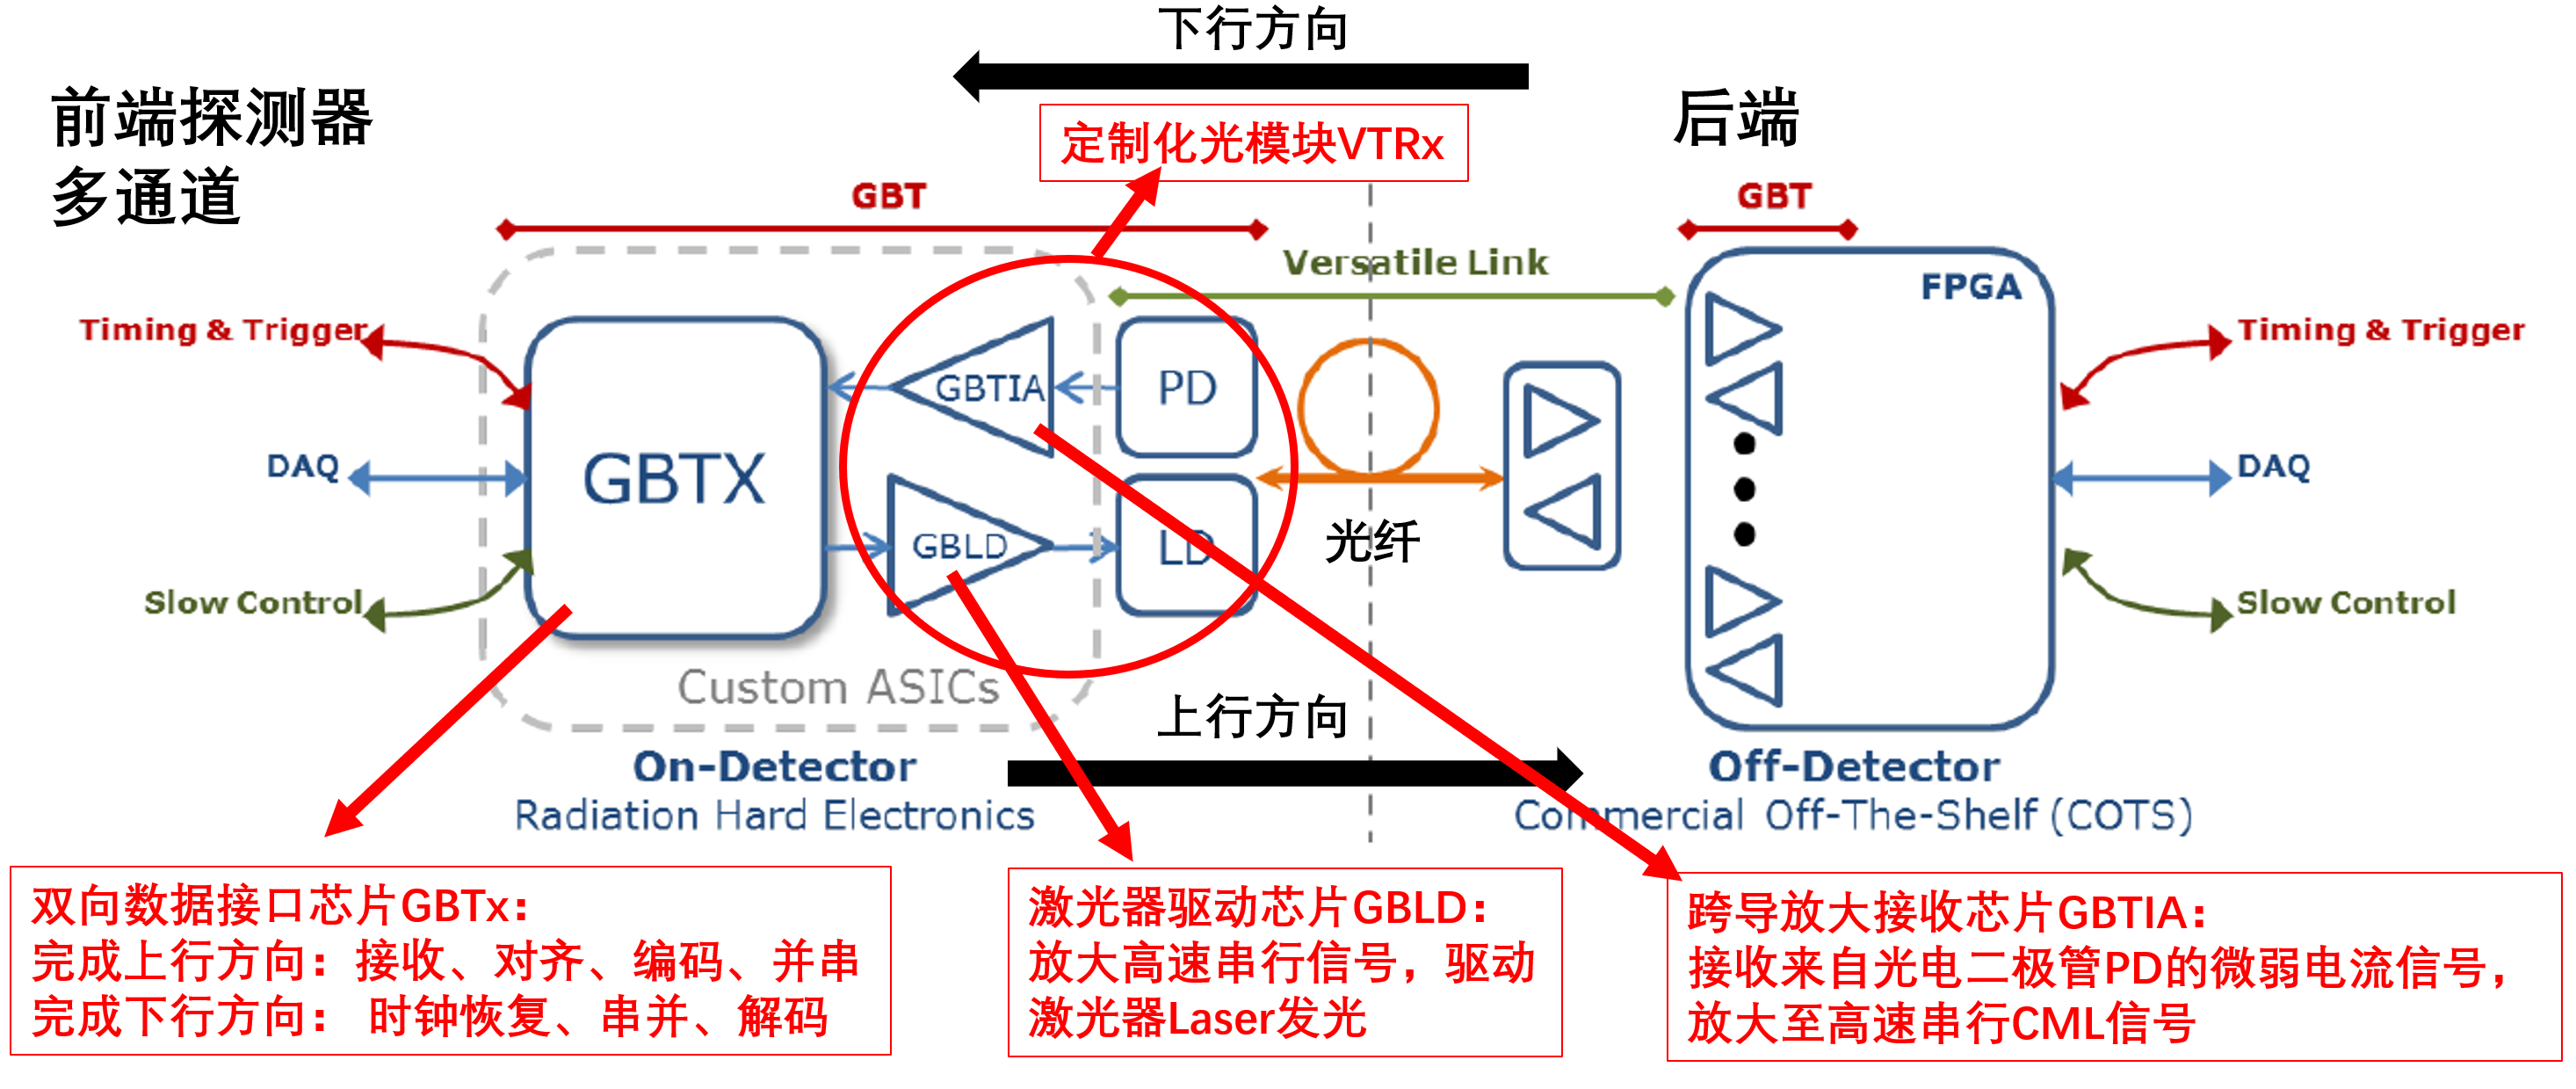 下行方向
前端探测器
多通道
定制化光模块VTRx
后端
GBT
GBT
Versatile Link
FPGA
Timing & Trigger
DAQ
Slow Control
GBTX
GBTIA
GBLD
PD
LD
光纤
Timing & Trigger
DAQ
Slow Control
Custom ASICs
上行方向
On-Detector
Radiation Hard Electronics
Off-Detector
Commercial Off-The-Shelf (COTS)
双向数据接口芯片GBTx：
完成上行方向：接收、对齐、编码、并串
完成下行方向： 时钟恢复、串并、解码
激光器驱动芯片GBLD：
放大高速串行信号，驱动
激光器Laser发光
跨导放大接收芯片GBTIA：
接收来自光电二极管PD的微弱电流信号，
放大至高速串行CML信号